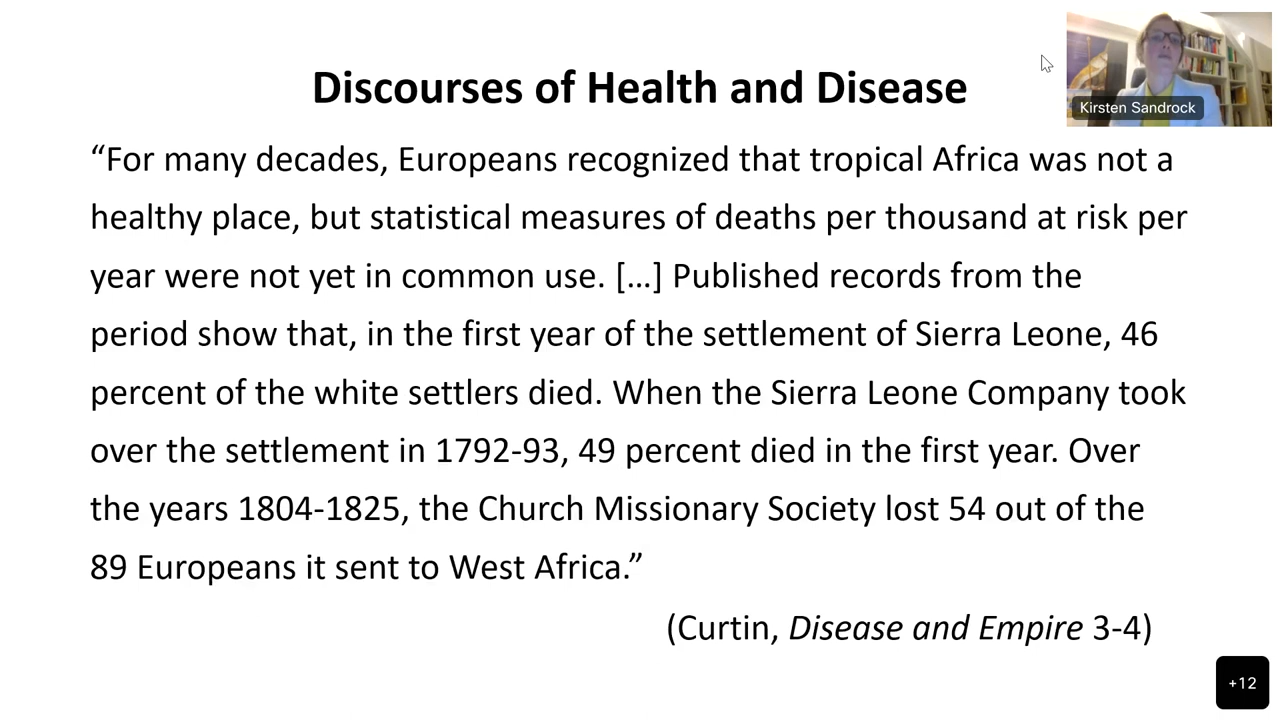 Discourses of Health and Disease
Kirsten Sandrock
“For many decades, Europeans recognized that tropical Africa was not a
healthy place, but statistical measures of deaths per thousand at risk per
year were not yet in common use. […] Published records from the
period show that, in the first year of the settlement of Sierra Leone, 46
percent of the white settlers died. When the Sierra Leone Company took
over the settlement in 1792-93, 49 percent died in the first year. Over
the years 1804-1825, the Church Missionary Society lost 54 out of the
89 Europeans it sent to West Africa.”
(Curtin, Disease and Empire 3-4)
+12